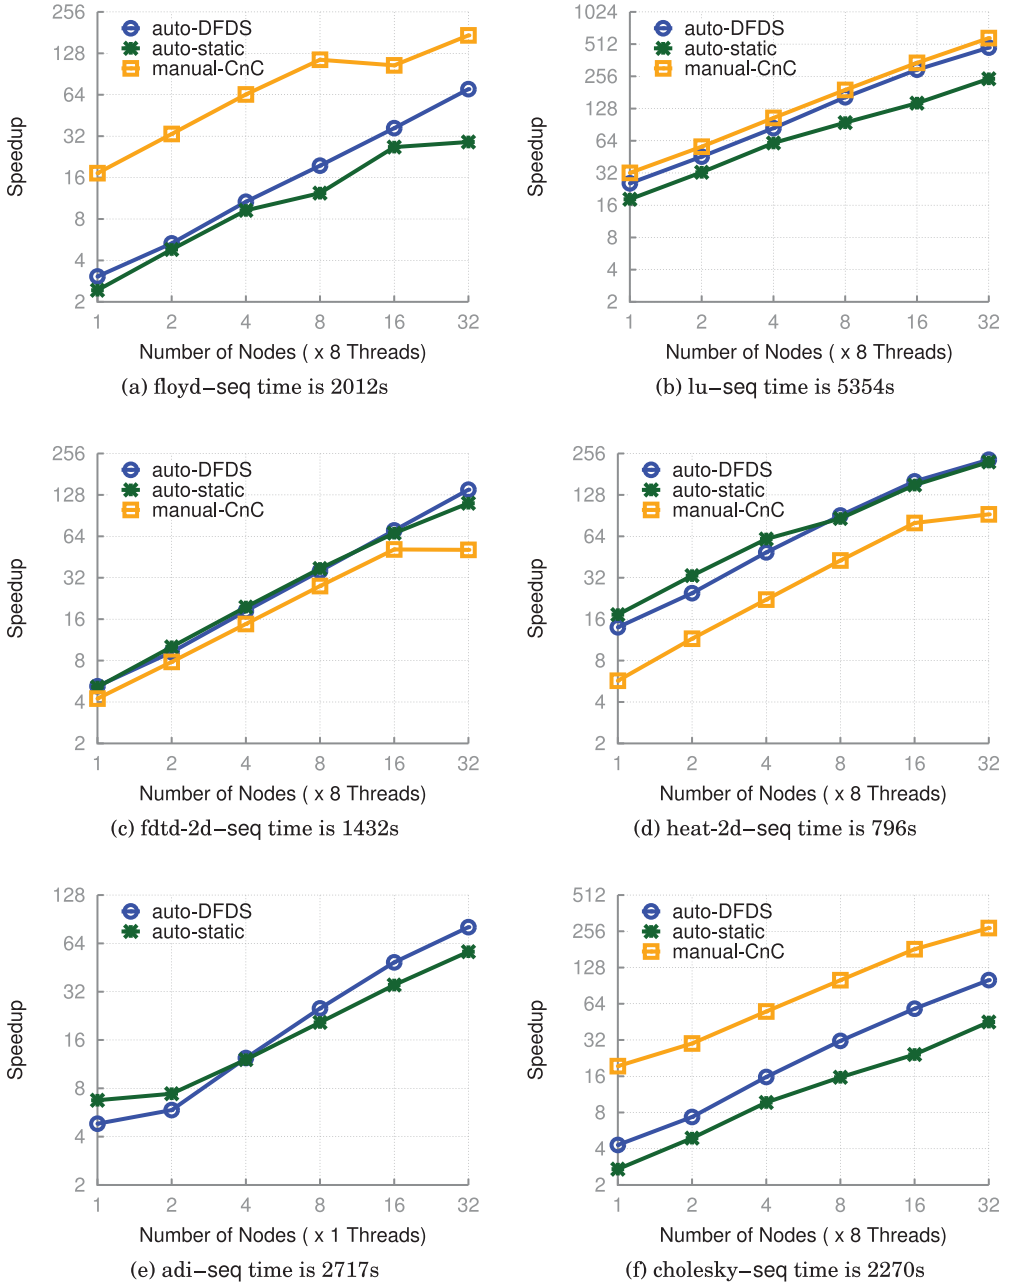 256
128
64
32
16
8
4
2
Speedup
auto-DFDS
auto-static
manual-CnC
1 2 4 8 16 32
Number of Nodes ( x 8 Threads)
(a) floyd–seq time is 2012s
1024
512
256
128
64
32
16
8
4
2
Speedup
auto-DFDS
auto-static
manual-CnC
1 2 4 8 16 32
Number of Nodes ( x 8 Threads)
(b) lu–seq time is 5354s
256
128
64
32
16
8
4
2
Speedup
auto-DFDS
auto-static
manual-CnC
1 2 4 8 16 32
Number of Nodes ( x 8 Threads)
(c) fdtd-2d–seq time is 1432s
256
128
64
32
16
8
4
2
Speedup
auto-DFDS
auto-static
manual-CnC
1 2 4 8 16 32
Number of Nodes ( x 8 Threads)
(d) heat-2d–seq time is 796s
128
64
32
16
8
4
2
Speedup
auto-DFDS
auto-static
1 2 4 8 16 32
Number of Nodes ( x 1 Threads)
(e) adi–seq time is 2717s
512
256
128
64
32
16
8
4
2
Speedup
auto-DFDS
auto-static
manual-CnC
1 2 4 8 16 32
Number of Nodes ( x 8 Threads)
(f) cholesky–seq time is 2270s